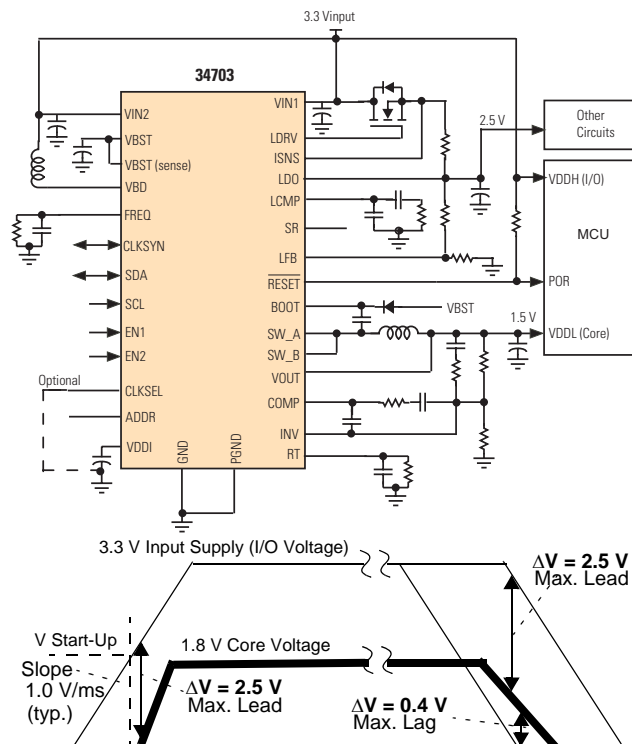 3.3 Vinput
34703
VIN2
VBST
VBST (sense)
VBD
FREQ
CLKSYN
SDA
SCL
EN1
EN2
Optional
CLKSEL
ADDR
VDDI
GND
PGND
VIN1
LDRV
ISNS
LDO
LCMP
SR
LFB
RESET
BOOT
SW_A
SW_B
VOUT
COMP
INV
RT
2.5 V
VBST
1.5 V
Other
Circuits
VDDH (I/O)
MCU
POR
VDDL (Core)
3.3 V Input Supply (I/O Voltage)
ΔV = 2.5 V
Max. Lead
V Start-Up
1.8 V Core Voltage
Slope
1.0 V/ms
(typ.)
ΔV = 2.5 V
Max. Lead
ΔV = 0.4 V
Max. Lag